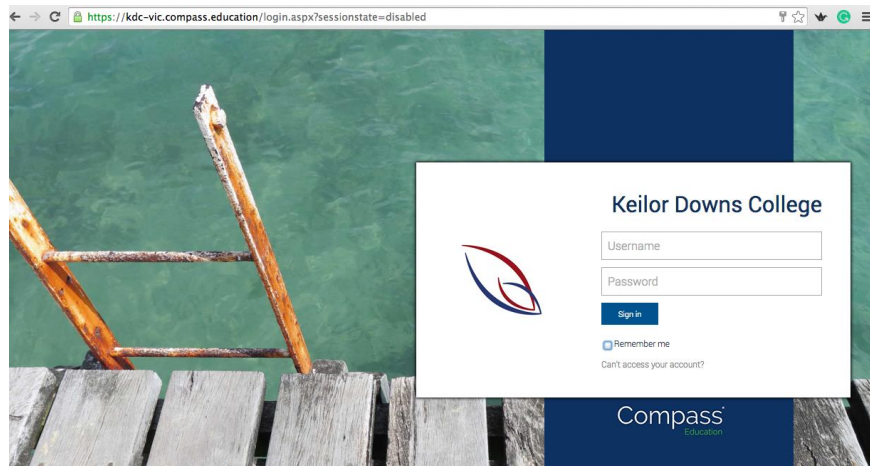 https://kdc-vic.compass.education/login.aspx?sessionstate=disabled
Keilor Downs College
Username
Password
Sign in
Remember me
Can't access your account?
Compass
Education